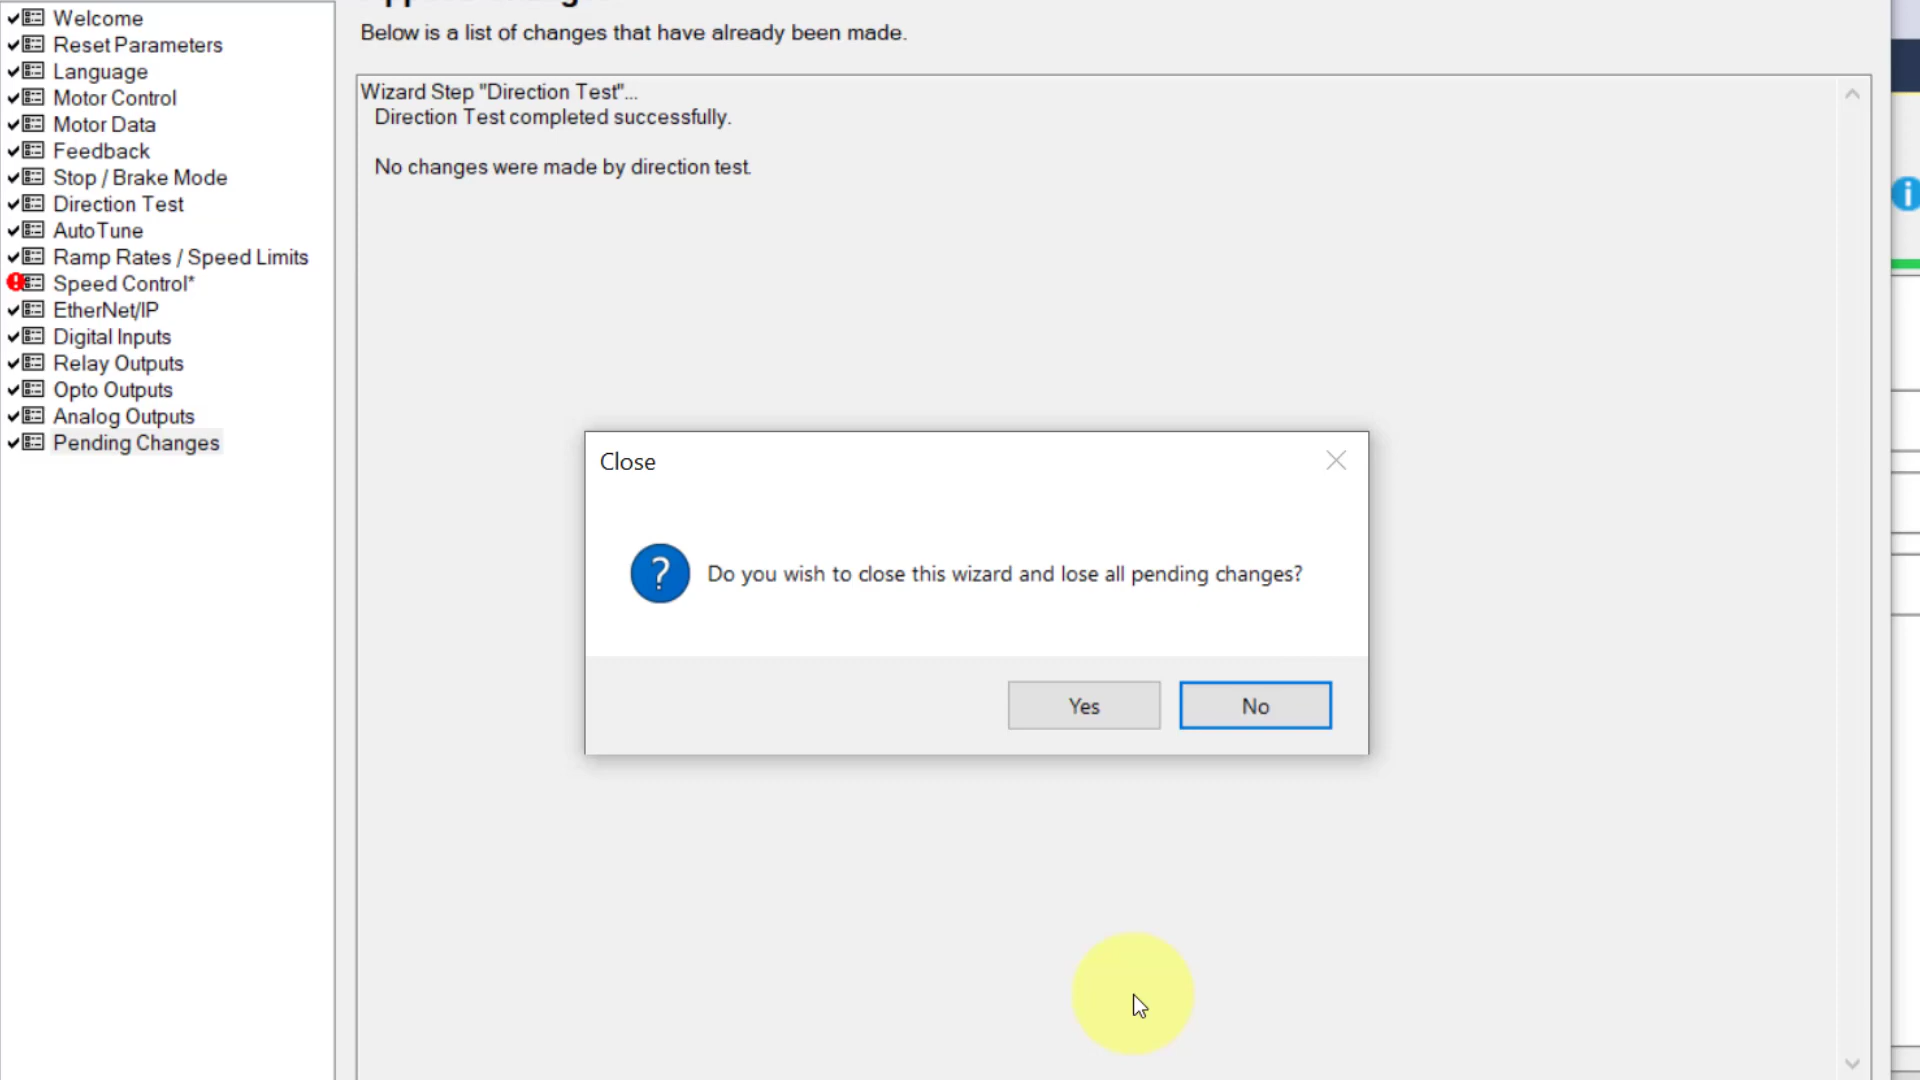 Welcome
Reset Parameters
Language
Motor Control
Motor Data
Feedback
Stop / Brake Mode
Direction Test
AutoTune
Ramp Rates / Speed Limits
Speed Control*
EtherNet/IP
Digital Inputs
Relay Outputs
Opto Outputs
Analog Outputs
Pending Changes
Below is a list of changes that have already been made.
Wizard Step "Direction Test"...
Direction Test completed successfully.
No changes were made by direction test.
Close
Do you wish to close this wizard and lose all pending changes?
Yes
No